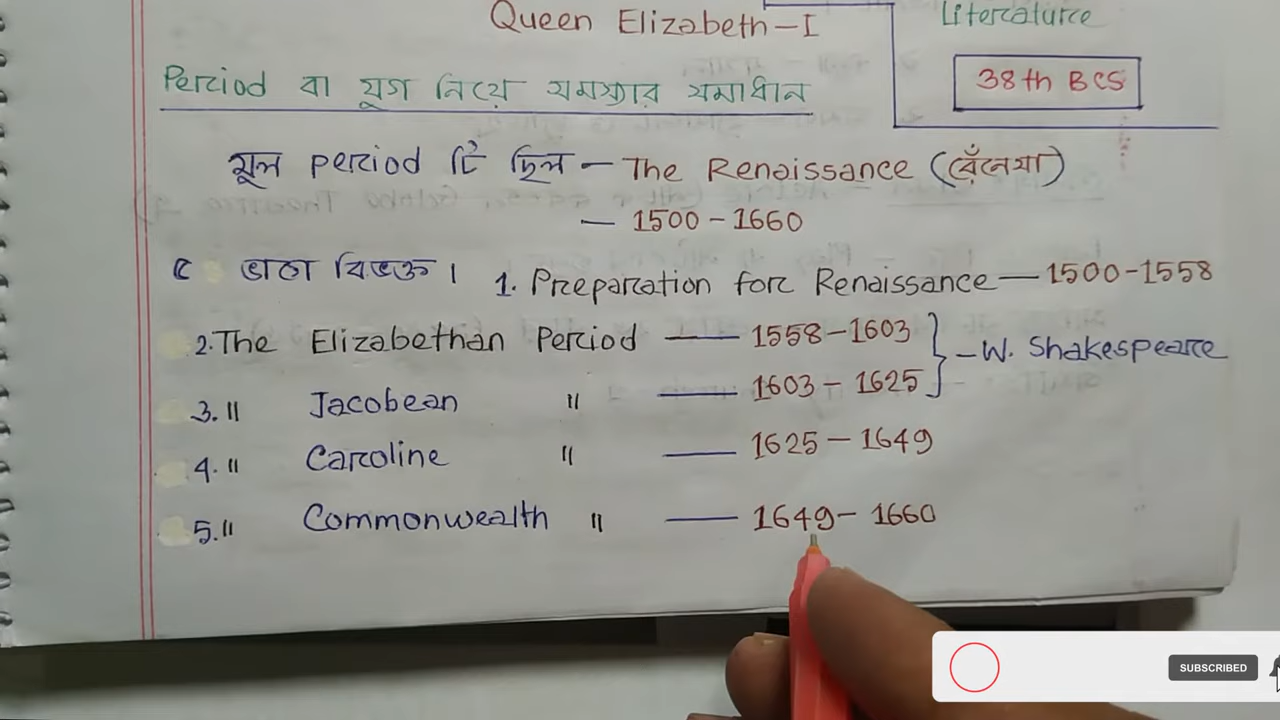 Queen Elizabeth - I
Literature
38th BCS
Period বা যুগ নিয়ে সমস্যার সমাধান
মূল period টি ছিল - The Renaissance (রেঁনেসা)
- 1500 - 1660
৫ ভাগে বিভক্ত।
1. Preparation for Renaissance - 1500-1558
2. The Elizabethan Period - 1558-1603
- W. Shakespeare
3. " Jacobean " - 1603 - 1625
4. " Caroline " - 1625 - 1649
5. " Commonwealth " - 1649 - 1660
SUBSCRIBED